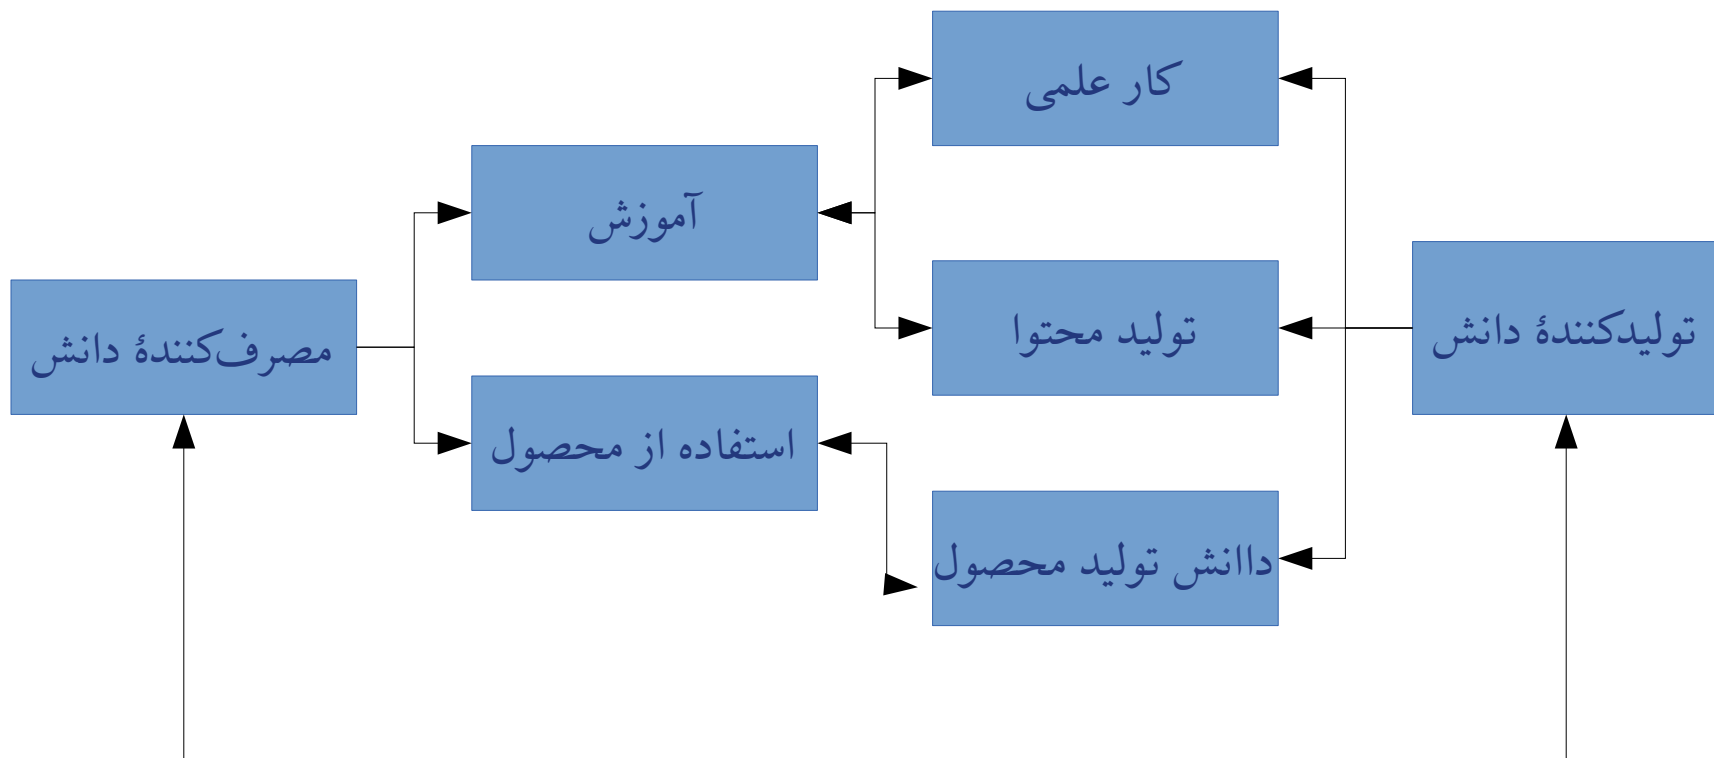 کار علمی
آموزش
تولید محتوا
تولیدکنندهٔ دانش
مصرف‌کنندهٔ دانش
استفاده از محصول
داانش تولید محصول